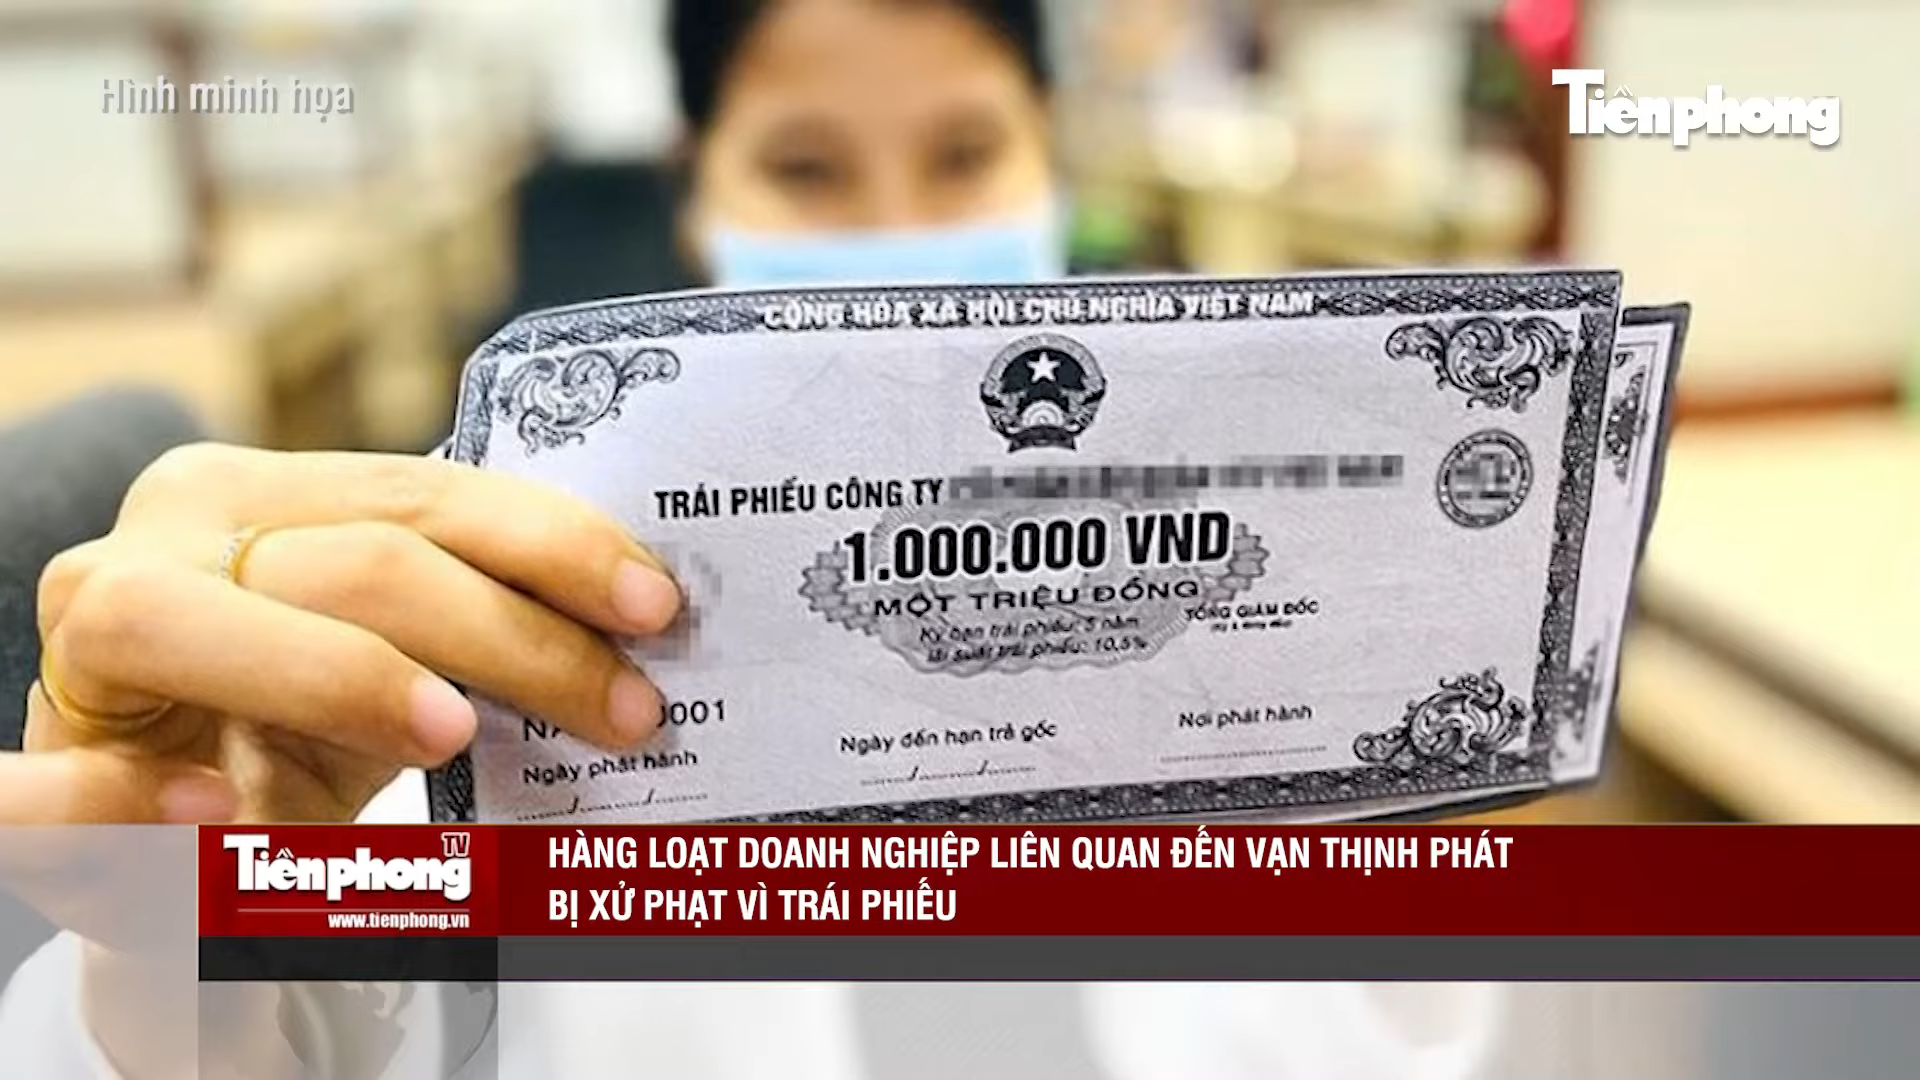 Hình minh họa
Tiềnphong
CỘNG HÒA XÃ HỘI CHỦ NGHĨA VIỆT NAM
TRÁI PHIẾU CÔNG TY
1.000.000 VND
MỘT TRIỆU ĐỒNG
Kỳ hạn trái phiếu: 5 năm
TỔNG GIÁM ĐỐC
lãi suất trái phiếu: 10,5%
0001
Ngày phát hành
Ngày đến hạn trả gốc
Nơi phát hành
Tiềnphong TV
www.tienphong.vn
HÀNG LOẠT DOANH NGHIỆP LIÊN QUAN ĐẾN VẠN THỊNH PHÁT
BỊ XỬ PHẠT VÌ TRÁI PHIẾU